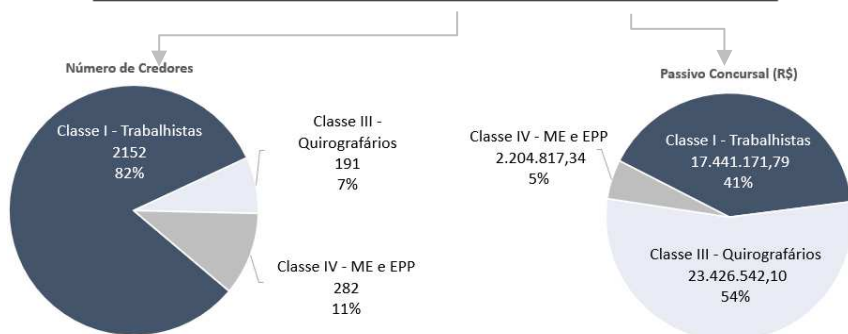 Número de Credores
Classe I - Trabalhistas
2152
82%
Classe III -
Quirografários
191
7%
Classe IV - ME e EPP
282
11%
Passivo Concursal (R$)
Classe IV - ME e EPP
2.204.817,34
5%
Classe I - Trabalhistas
17.441.171,79
41%
Classe III - Quirografários
23.426.542,10
54%